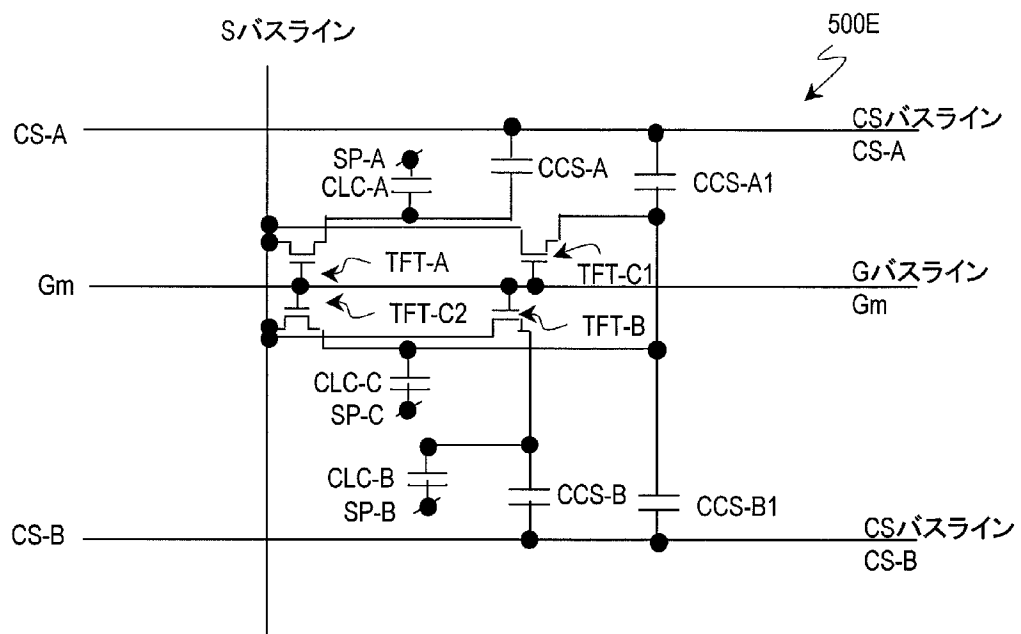 Sバスライン
500E
CS-A
CSバスライン
CS-A
SP-A
CLC-A
CCS-A
CCS-A1
TFT-A
TFT-C1
Gm
Gバスライン
Gm
TFT-C2
TFT-B
CLC-C
SP-C
CLC-B
SP-B
CCS-B
CCS-B1
CS-B
CSバスライン
CS-B